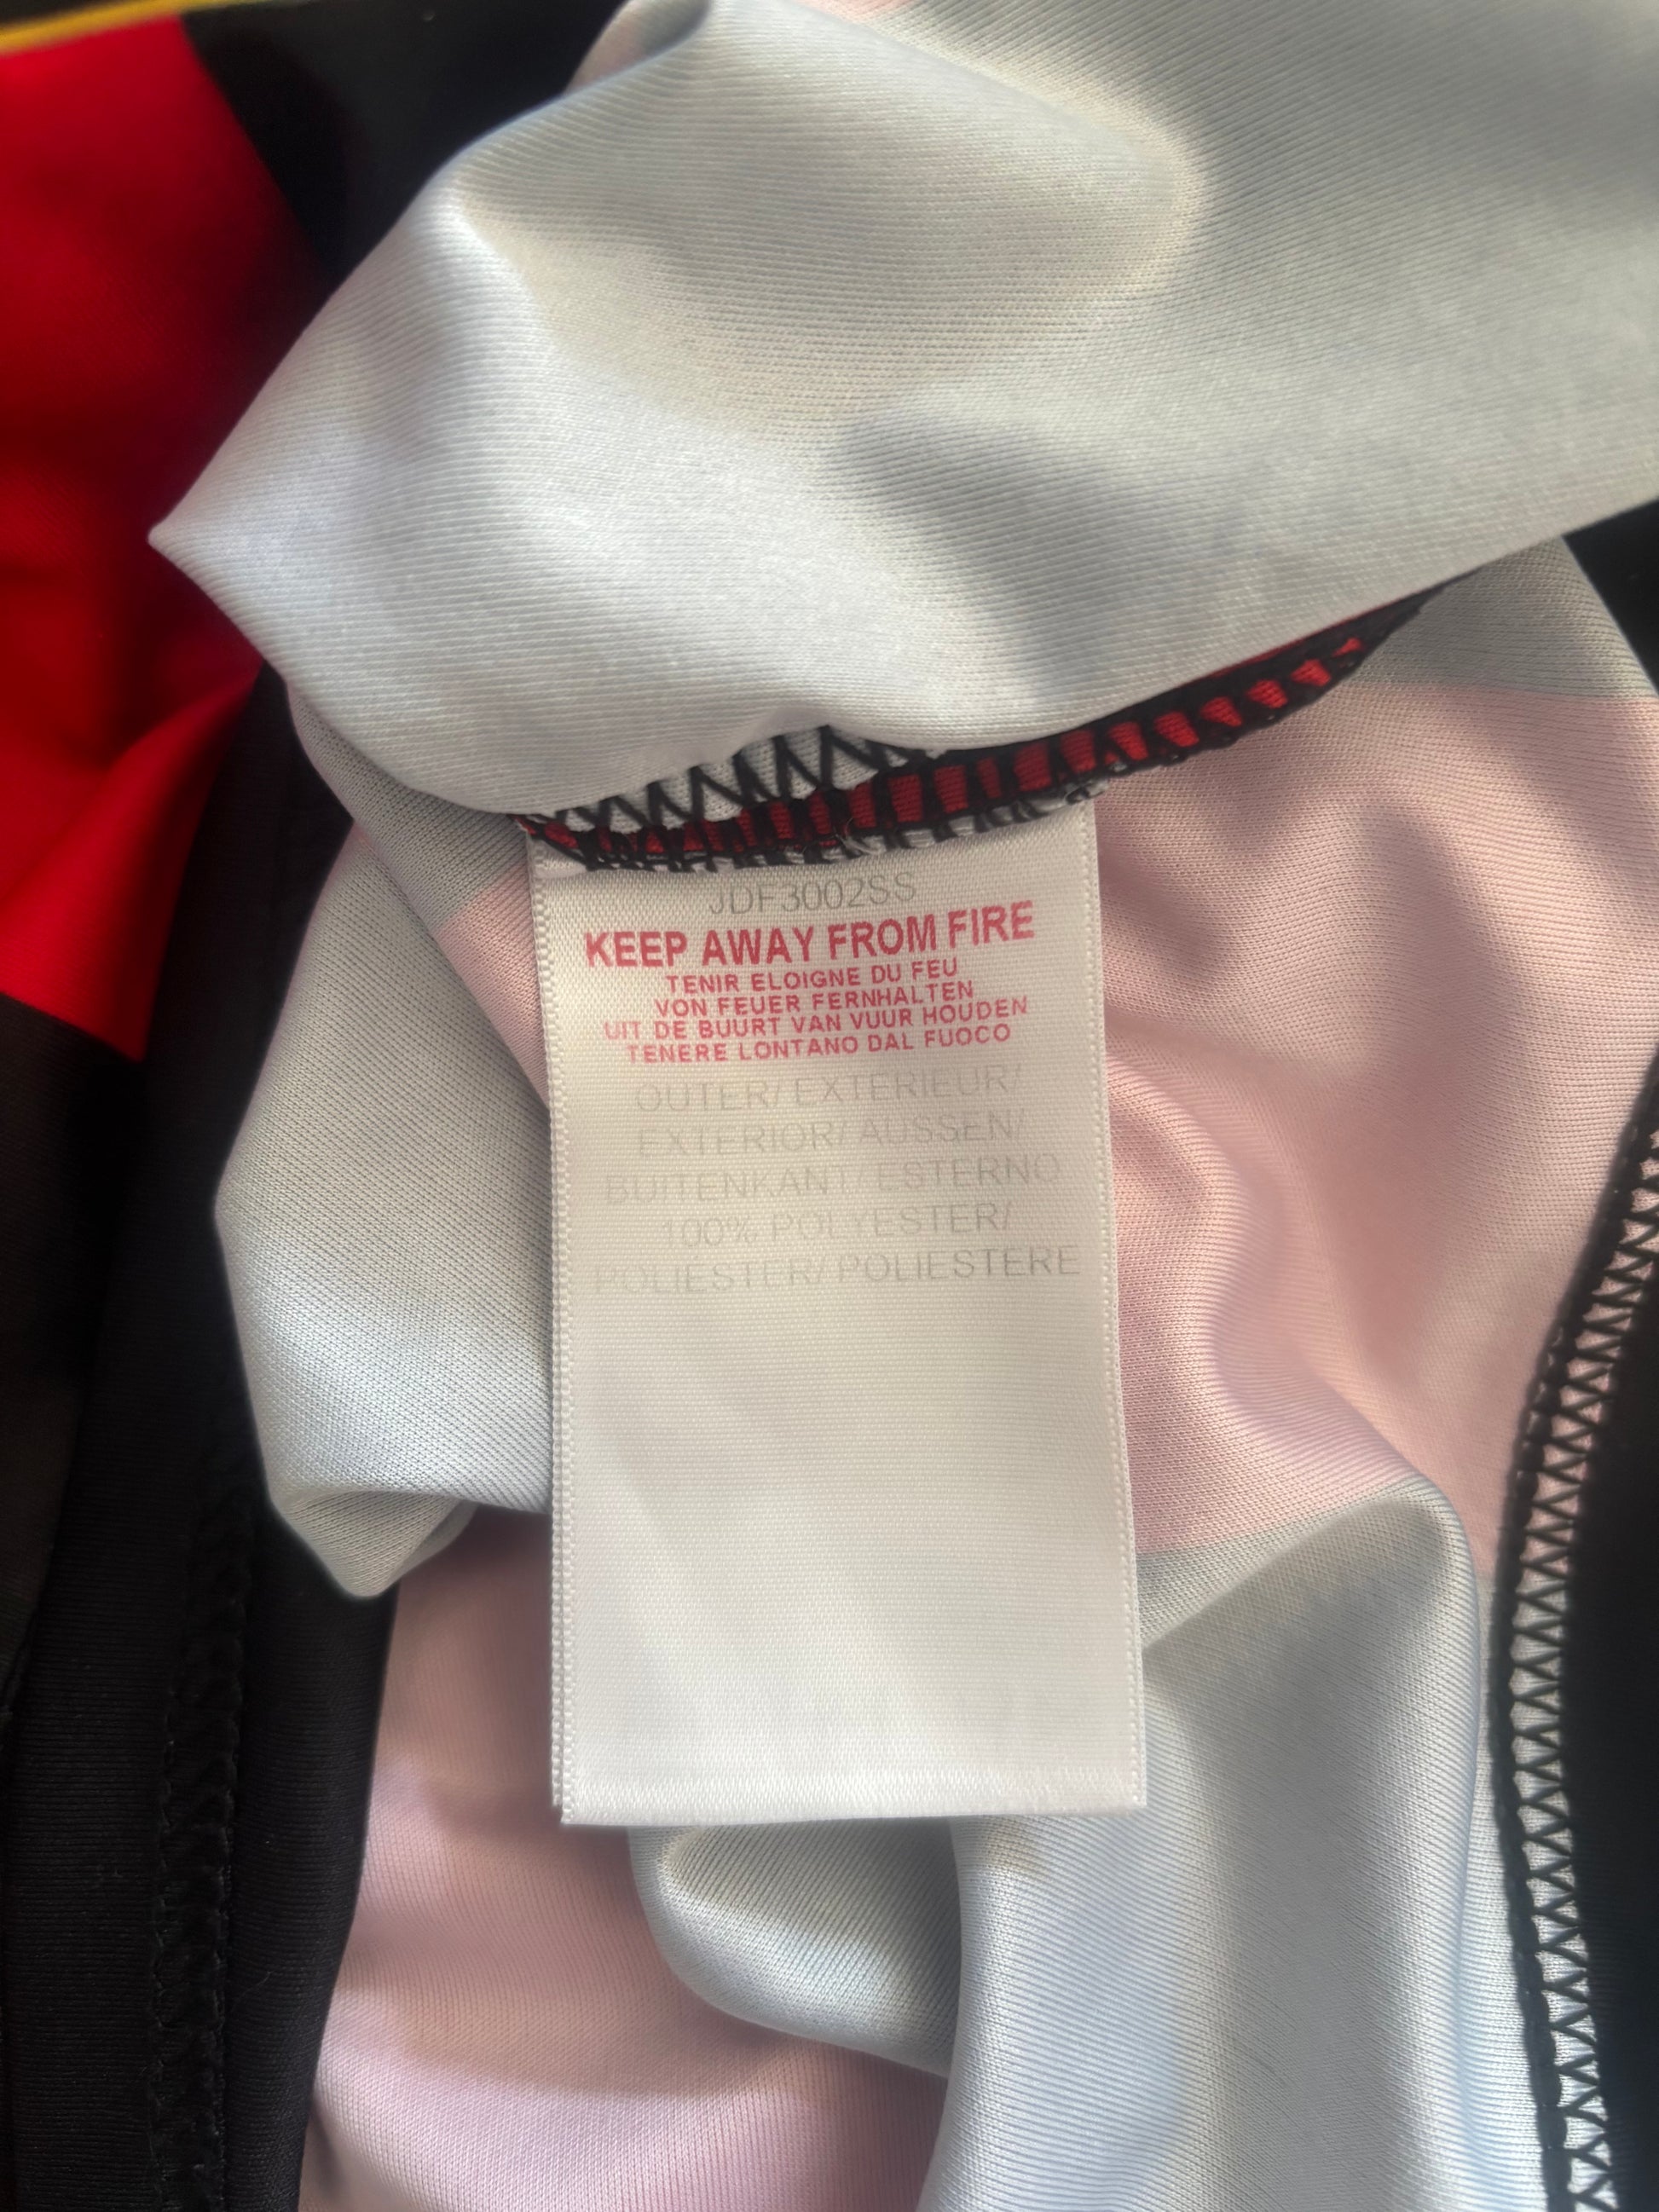 JDF3002SS
KEEP AWAY FROM FIRE
TENIR ELOIGNE DU FEU
VON FEUER FERNHALTEN
UIT DE BUURT VAN VUUR HOUDEN
TENERE LONTANO DAL FUOCO
OUTER/ EXTERIEUR/
EXTERIOR/ AUSSEN/
BUITENKANT/ ESTERNO
100% POLYESTER/
POLIESTER/ POLIESTERE